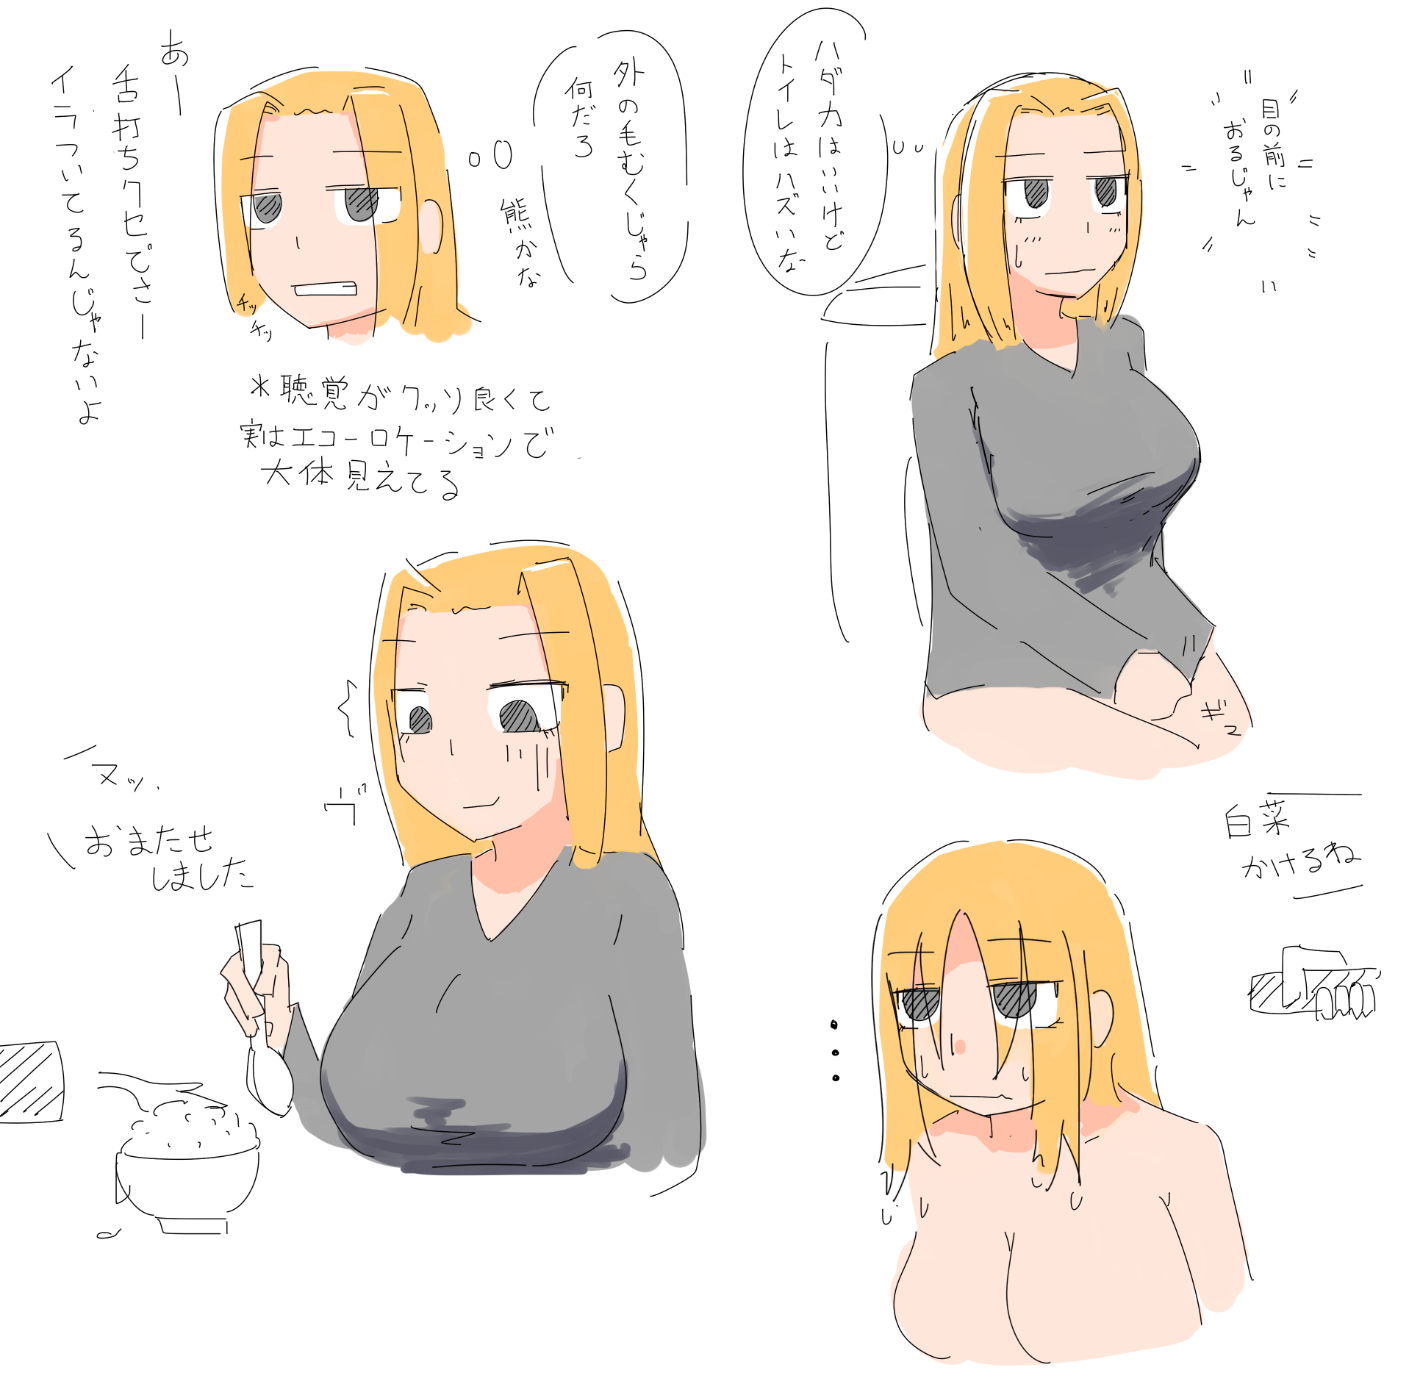 あー
舌打ちクセでさー
イラついてるんじゃないよ
チッ
チッ
外の毛むくじゃら
何だろ
熊かな
*聴覚がクッソ良くて
実はエコーロケーションで
大体見えてる
ハダカはいいけど
トイレはハズいな
目の前に
おるじゃん
ギュ
ヌッ、
おまたせ
しました
ヴ
白菜
かけるね